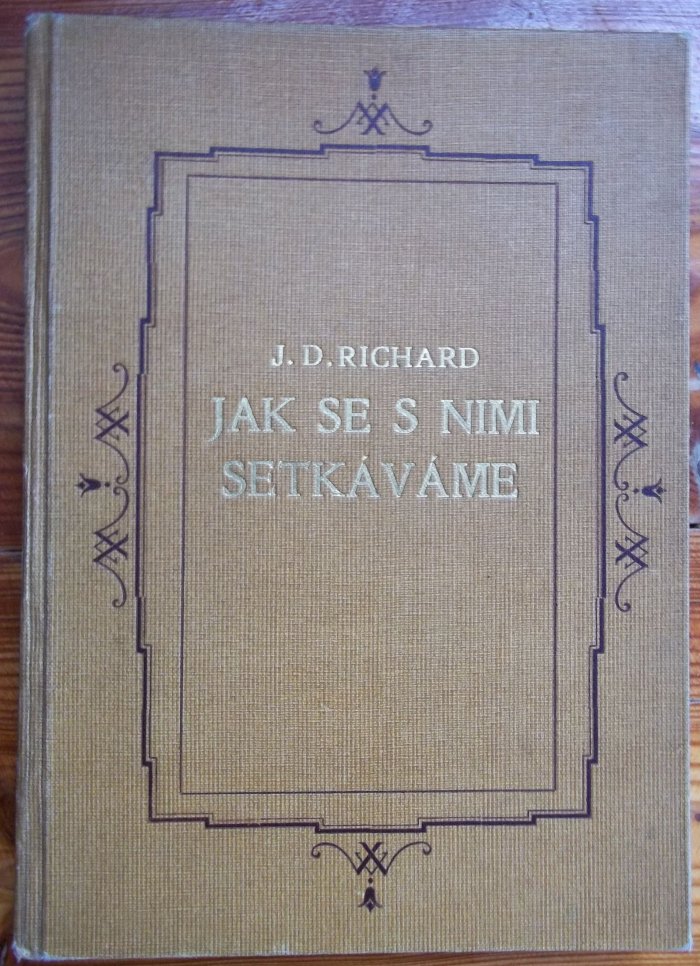 J. D. RICHARD
JAK SE S NIMI
SETKÁVÁME